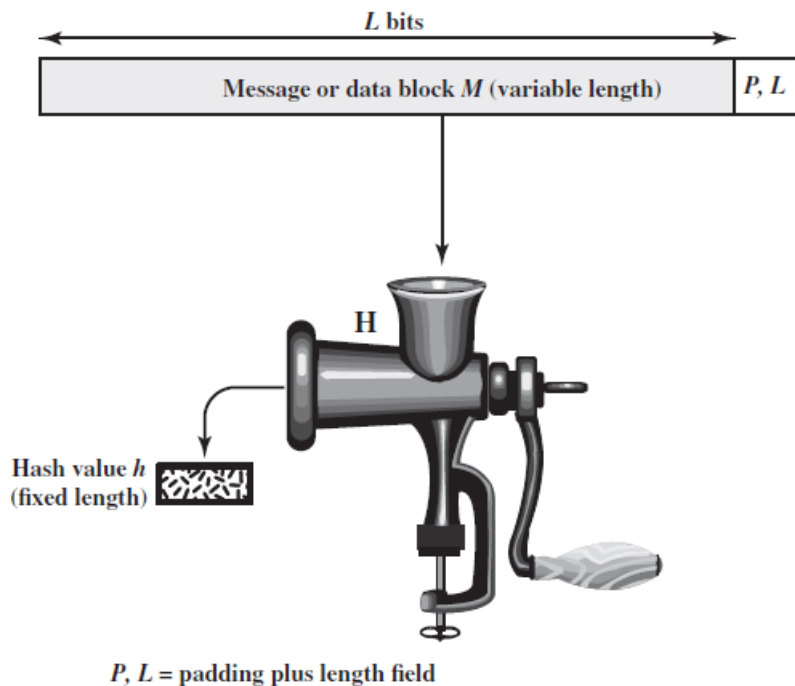 L bits
Message or data block M (variable length)
P, L
H
Hash value h
(fixed length)
P, L = padding plus length field